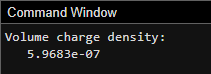 Command Window
Volume charge density:
5.9683e-07